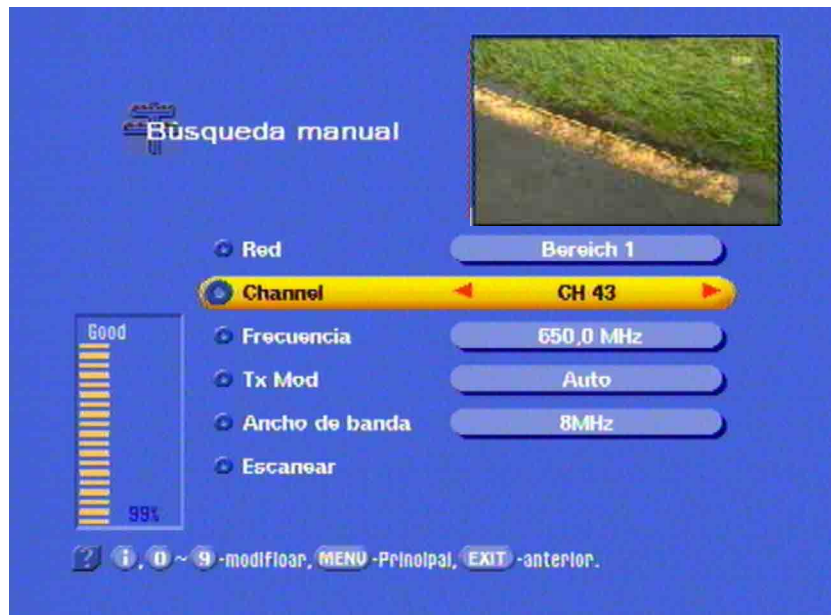 Bùsqueda manual
Red
Bereich 1
Channel
CH 43
Good
Frecuencia
650,0 MHz
Tx Mod
Auto
Ancho de banda
8MHz
Escanear
99%
? i, 0 ~ 9 -modificar, MENU -Principal, EXIT -anterior.